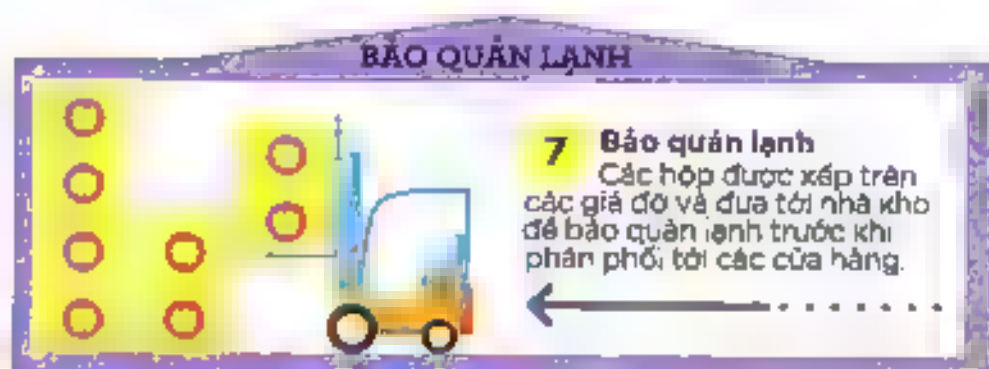 BẢO QUẢN LẠNH
7 Bảo quản lạnh
Các hộp được xếp trên
các giá đỡ và đưa tới nhà kho
để bảo quản lạnh trước khi
phân phối tới các cửa hàng.